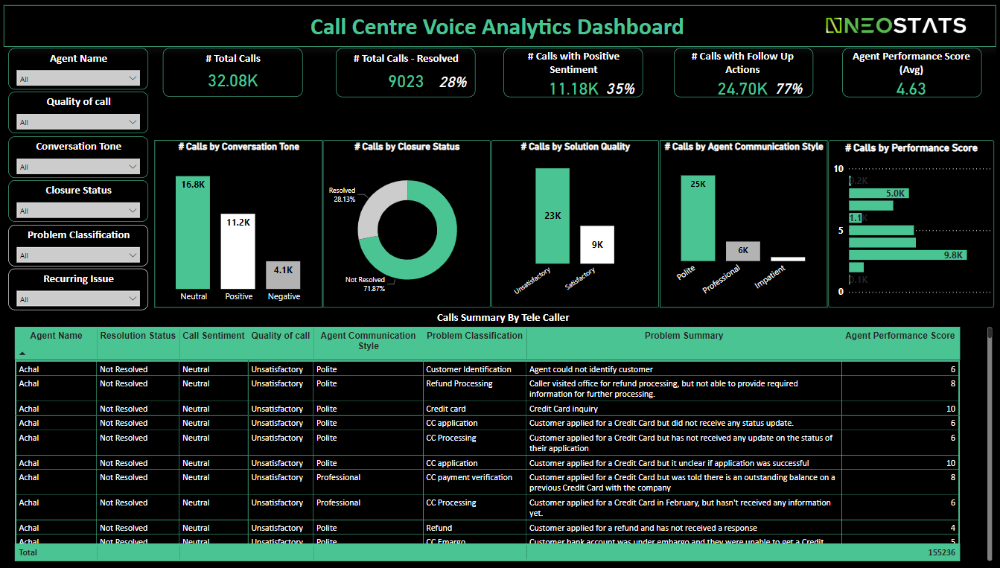 Call Centre Voice Analytics Dashboard
NEOSTATS
Agent Name
All
Quality of call
All
Conversation Tone
All
Closure Status
All
Problem Classification
All
Recurring Issue
All
# Total Calls
32.08K
# Total Calls - Resolved
9023 28%
# Calls with Positive
Sentiment
11.18K 35%
# Calls with Follow Up
Actions
24.70K 77%
Agent Performance Score
(Avg)
4.63
# Calls by Conversation Tone
16.8K
11.2K
4.1K
Neutral Positive Negative
# Calls by Closure Status
Resolved
28.13%
Not Resolved
71.87%
# Calls by Solution Quality
23K
9K
Unsatisfactory Satisfactory
# Calls by Agent Communication Style
25K
6K
Polite Professional Impatient
# Calls by Performance Score
10
0.2K
5.0K
1.1K
5
9.8K
0.1K
0
Calls Summary By Tele Caller
Agent Name Resolution Status Call Sentiment Quality of call Agent Communication Style Problem Classification Problem Summary Agent Performance Score
Achal Not Resolved Neutral Unsatisfactory Polite Customer Identification Agent could not identify customer 6
Achal Not Resolved Neutral Unsatisfactory Polite Refund Processing Caller visited office for refund processing, but not able to provide required
information for further processing. 8
Achal Not Resolved Neutral Unsatisfactory Polite Credit card Credit Card inquiry 10
Achal Not Resolved Neutral Unsatisfactory Polite CC application Customer applied for a Credit Card but did not receive any status update. 6
Achal Not Resolved Neutral Unsatisfactory Polite CC Processing Customer applied for a Credit Card but has not received any update on the status of
their application 6
Achal Not Resolved Neutral Unsatisfactory Polite CC application Customer applied for a Credit Card but it unclear if application was successful 10
Achal Not Resolved Neutral Unsatisfactory Professional CC payment verification Customer applied for a Credit Card but was told there is an outstanding balance on a
previous Credit Card with the company 8
Achal Not Resolved Neutral Unsatisfactory Professional CC Processing Customer applied for a Credit Card in February, but hasn't received any information
yet. 6
Achal Not Resolved Neutral Unsatisfactory Polite Refund Customer applied for a refund and has not received a response 4
Achal Not Resolved Neutral Unsatisfactory Polite CC Emargo Customer bank account was under embargo and they were unable to get a Credit 5
Total 155236